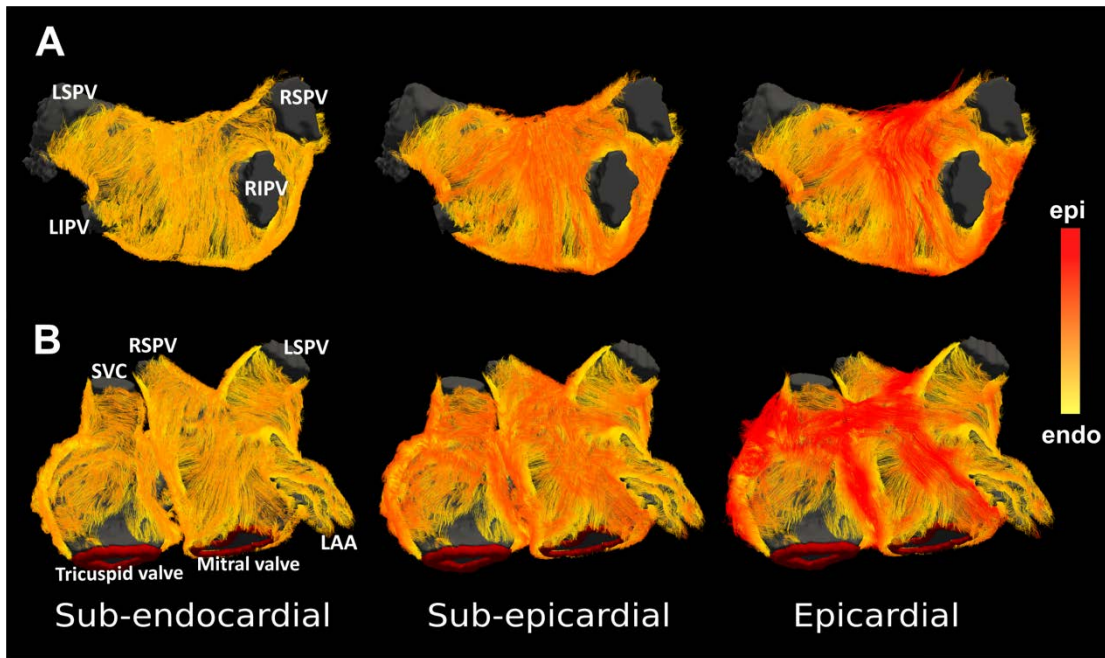 A
LSPV
RSPV
RIPV
LIPV
epi
endo
B
RSPV
LSPV
SVC
LAA
Tricuspid valve
Mitral valve
Sub-endocardial
Sub-epicardial
Epicardial